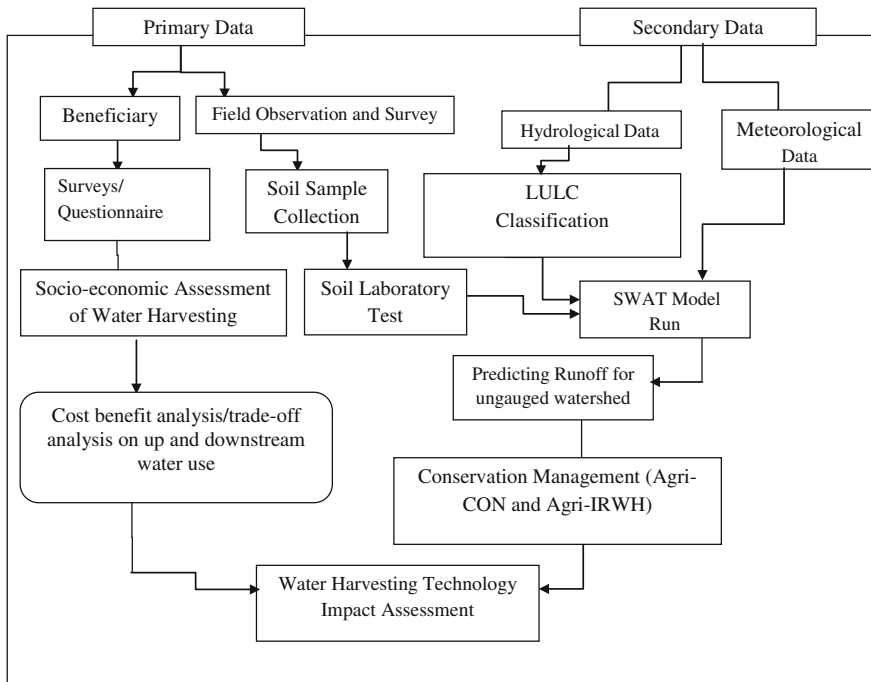 Primary Data
Secondary Data
Beneficiary
Field Observation and Survey
Hydrological Data
Meteorological
Data
Surveys/
Questionnaire
Soil Sample
Collection
LULC
Classification
Socio-economic Assessment
of Water Harvesting
Soil Laboratory
Test
SWAT Model
Run
Predicting Runoff for
ungauged watershed
Cost benefit analysis/trade-off
analysis on up and downstream
water use
Conservation Management (Agri-
CON and Agri-IRWH)
Water Harvesting Technology
Impact Assessment